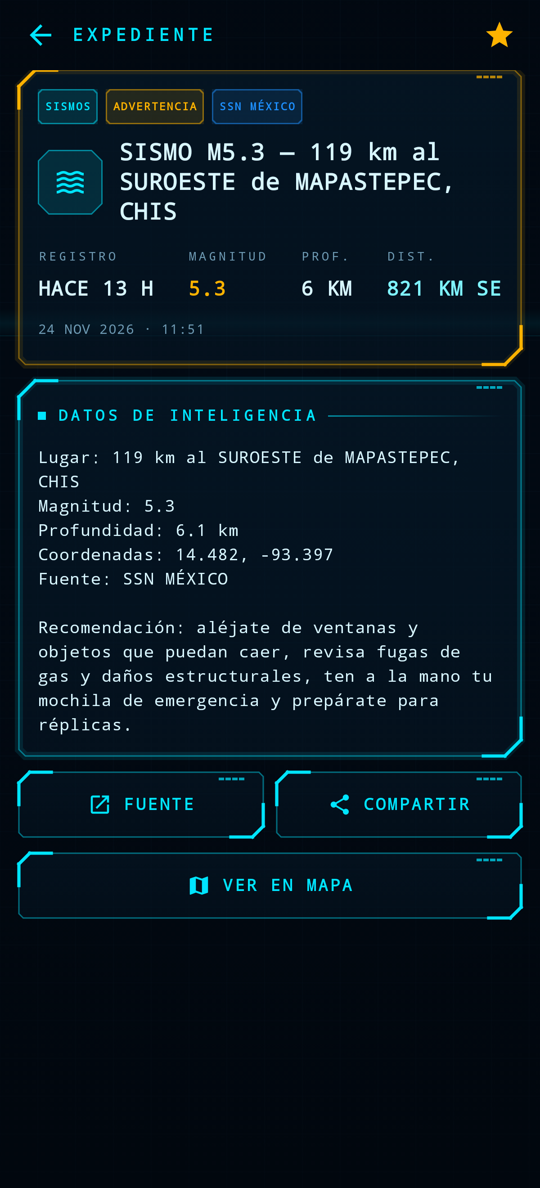 EXPEDIENTE
SISMOS
ADVERTENCIA
SSN MÉXICO
SISMO M5.3 — 119 km al
SUROESTE de MAPASTEPEC,
CHIS
REGISTRO
MAGNITUD
PROF.
DIST.
HACE 13 H
5.3
6 KM
821 KM SE
24 NOV 2026 · 11:51
DATOS DE INTELIGENCIA
Lugar: 119 km al SUROESTE de MAPASTEPEC,
CHIS
Magnitud: 5.3
Profundidad: 6.1 km
Coordenadas: 14.482, -93.397
Fuente: SSN MÉXICO
Recomendación: aléjate de ventanas y
objetos que puedan caer, revisa fugas de
gas y daños estructurales, ten a la mano tu
mochila de emergencia y prepárate para
réplicas.
FUENTE
COMPARTIR
VER EN MAPA